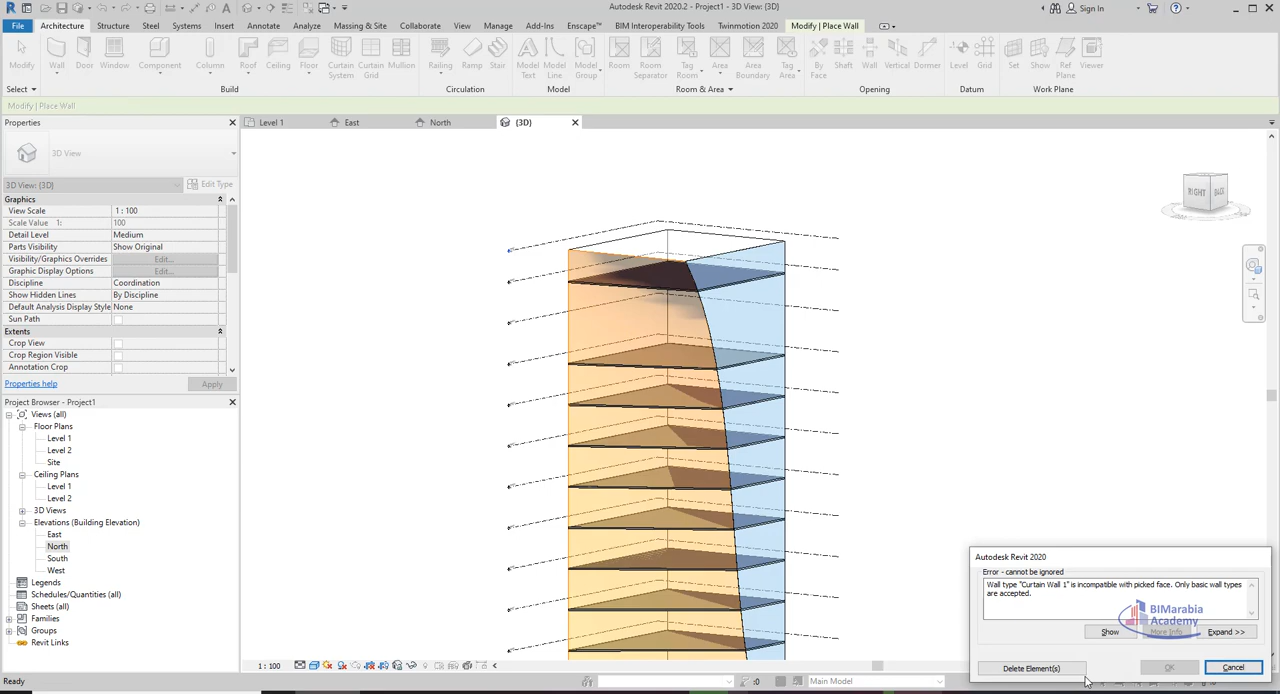 Autodesk Revit 2020.2 - Project1 - 3D View: {3D}
Sign In
File Architecture Structure Steel Systems Insert Annotate Analyze Massing & Site Collaborate View Manage Add-Ins Enscape™ BIM Interoperability Tools Twinmotion 2020 Modify | Place Wall
Modify Wall Door Window Component Column Roof Ceiling Floor Curtain System Curtain Grid Mullion Railing Ramp Stair Model Text Model Line Model Group Room Room Separator Tag Room Area Area Boundary Tag Area By Face Shaft Wall Vertical Dormer Level Grid Set Show Ref Plane Viewer
Select Build Circulation Model Room & Area Opening Datum Work Plane
Modify | Place Wall
Properties
Level 1 East North {3D}
3D View
3D View: {3D} Edit Type
Graphics
View Scale 1 : 100
Scale Value 1: 100
Detail Level Medium
Parts Visibility Show Original
Visibility/Graphics Overrides Edit...
Graphic Display Options Edit...
Discipline Coordination
Show Hidden Lines By Discipline
Default Analysis Display Style None
Sun Path
Extents
Crop View
Crop Region Visible
Annotation Crop
Properties help Apply
RIGHT BACK
Project Browser - Project1
Views (all)
Floor Plans
Level 1
Level 2
Site
Ceiling Plans
Level 1
Level 2
3D Views
Elevations (Building Elevation)
East
North
South
West
Legends
Schedules/Quantities (all)
Sheets (all)
Families
Groups
Revit Links
Autodesk Revit 2020
Error - cannot be ignored
Wall type "Curtain Wall 1" is incompatible with picked face. Only basic wall types
are accepted.
BIMarabia
Academy
Show More Info Expand >>
Delete Element(s) OK Cancel
1 : 100
Ready :0 Main Model